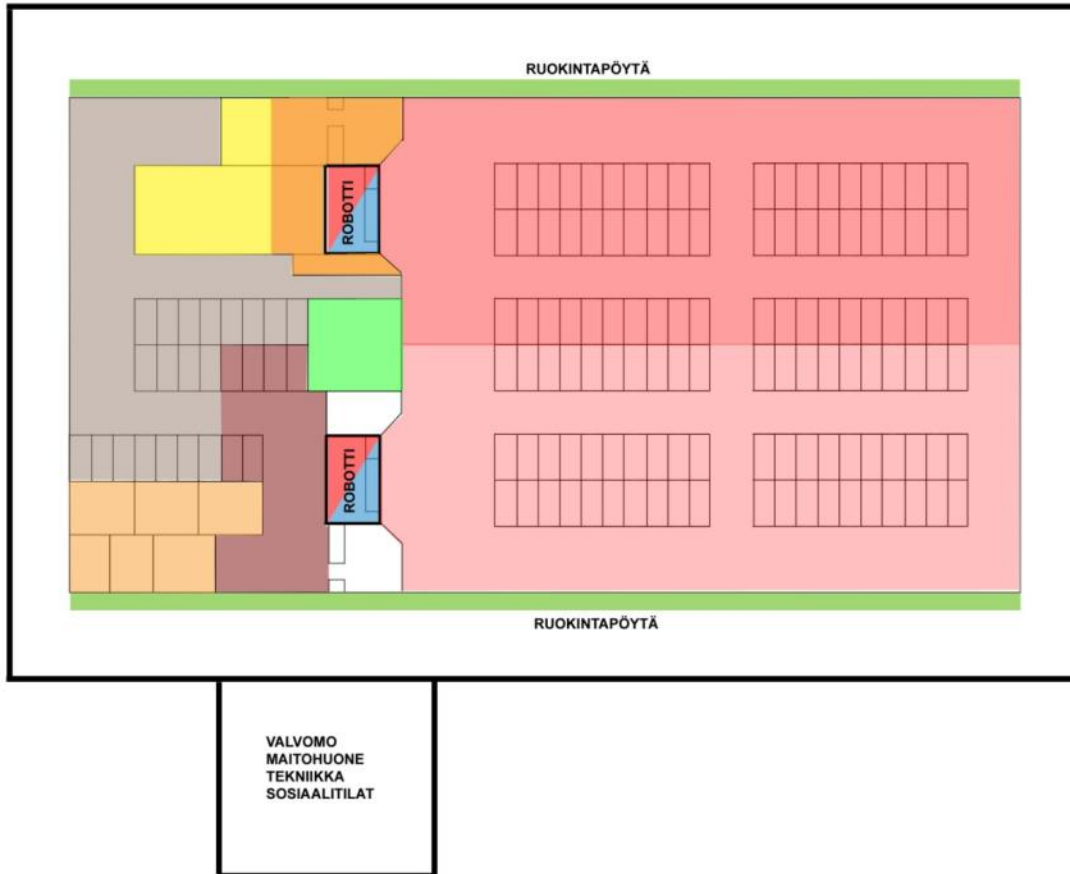 RUOKINTAPÖYTÄ
ROBOTTI
ROBOTTI
RUOKINTAPÖYTÄ
VALVOMO
MAITOHUONE
TEKNIIKKA
SOSIAALITILAT